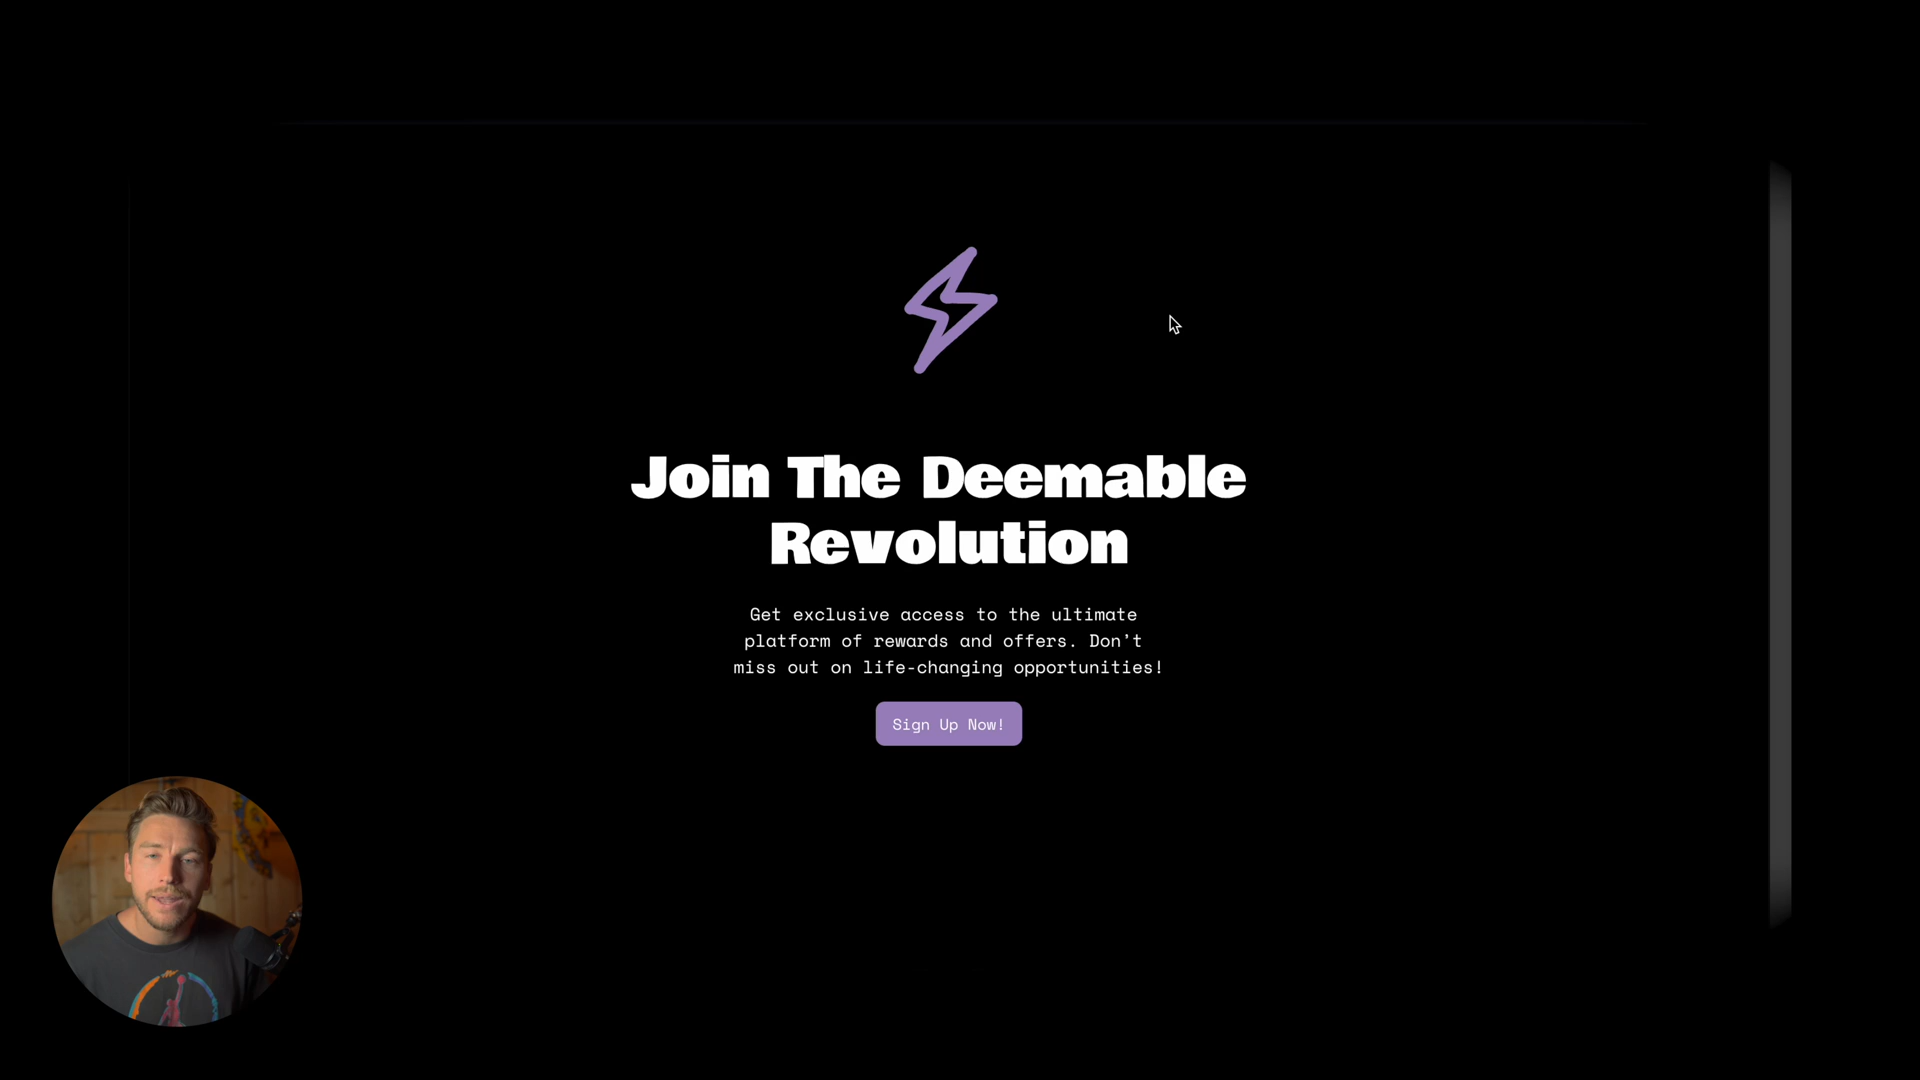 Join The Deemable
Revolution
Get exclusive access to the ultimate
platform of rewards and offers. Don’t
miss out on life-changing opportunities!
Sign Up Now!